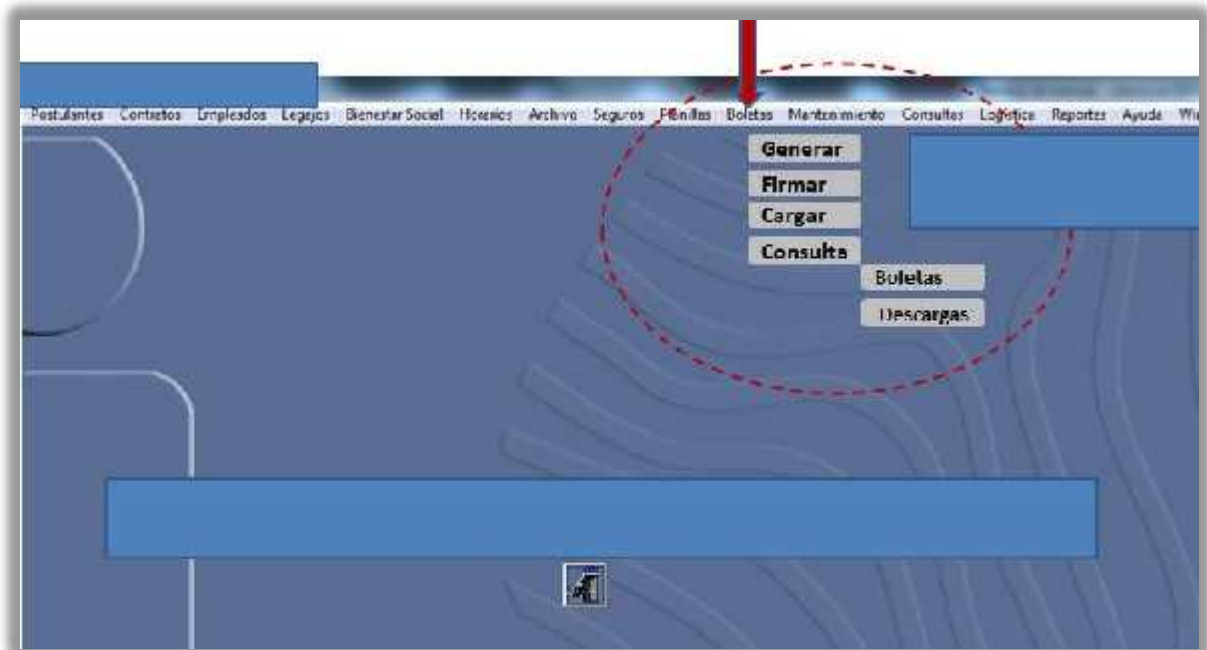 Postulantes Contratos Empleados Legajos Bienestar Social Horarios Archivo Seguros Planillas Boletas Mantenimiento Consultas Logística Reportes Ayuda
Generar
Firmar
Cargar
Consulta
Boletas
Descargas